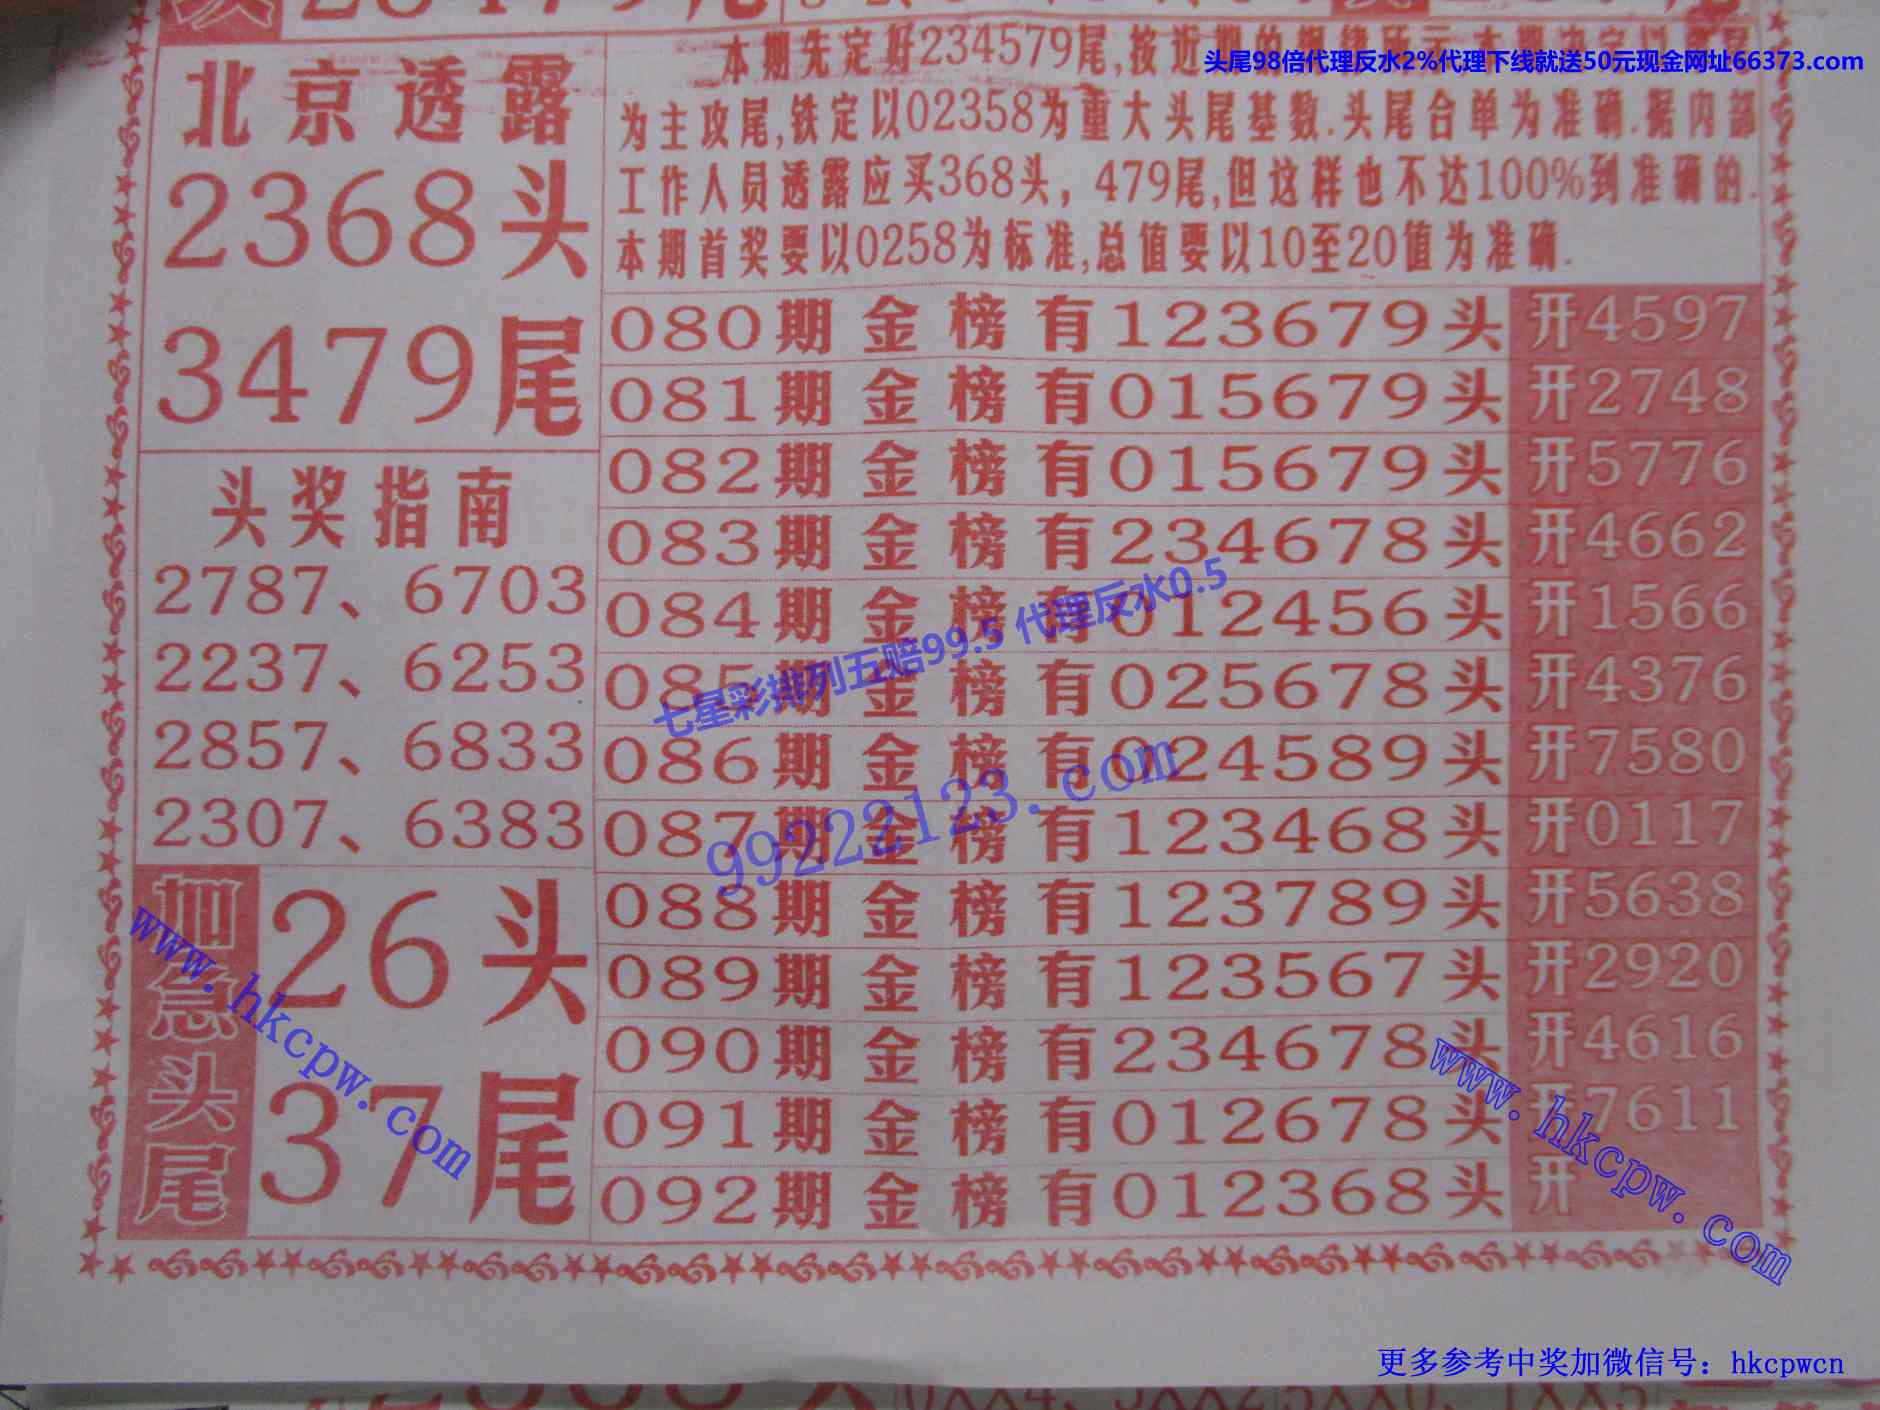 头尾98倍代理反水2%代理下线就送50元现金网址66373.com
北京透露
2368头
3479尾
本期先定好234579尾,按近期的规律所示,本期决定以
为主攻尾,铁定以02358为重大头尾基数.头尾合单为准确.据内部
工作人员透露应买368头，479尾,但这样也不达100%到准确的.
本期首奖要以0258为标准,总值要以10至20值为准确.
头奖指南
2787、6703
2237、6253
2857、6833
2307、6383
加急头尾
26头
37尾
080期金榜有123679头 开4597
081期金榜有015679头 开2748
082期金榜有015679头 开5776
083期金榜有234678头 开4662
084期金榜有012456头 开1566
085期金榜有025678头 开4376
086期金榜有024589头 开7580
087期金榜有123468头 开0117
088期金榜有123789头 开5638
089期金榜有123567头 开2920
090期金榜有234678头 开4616
091期金榜有012678头 开7611
092期金榜有012368头 开
七星彩排列五赔99.5 代理反水0.5
99222123.com
www.hkcpw.com
www.hkcpw.com
更多参考中奖加微信号：hkcpwcn